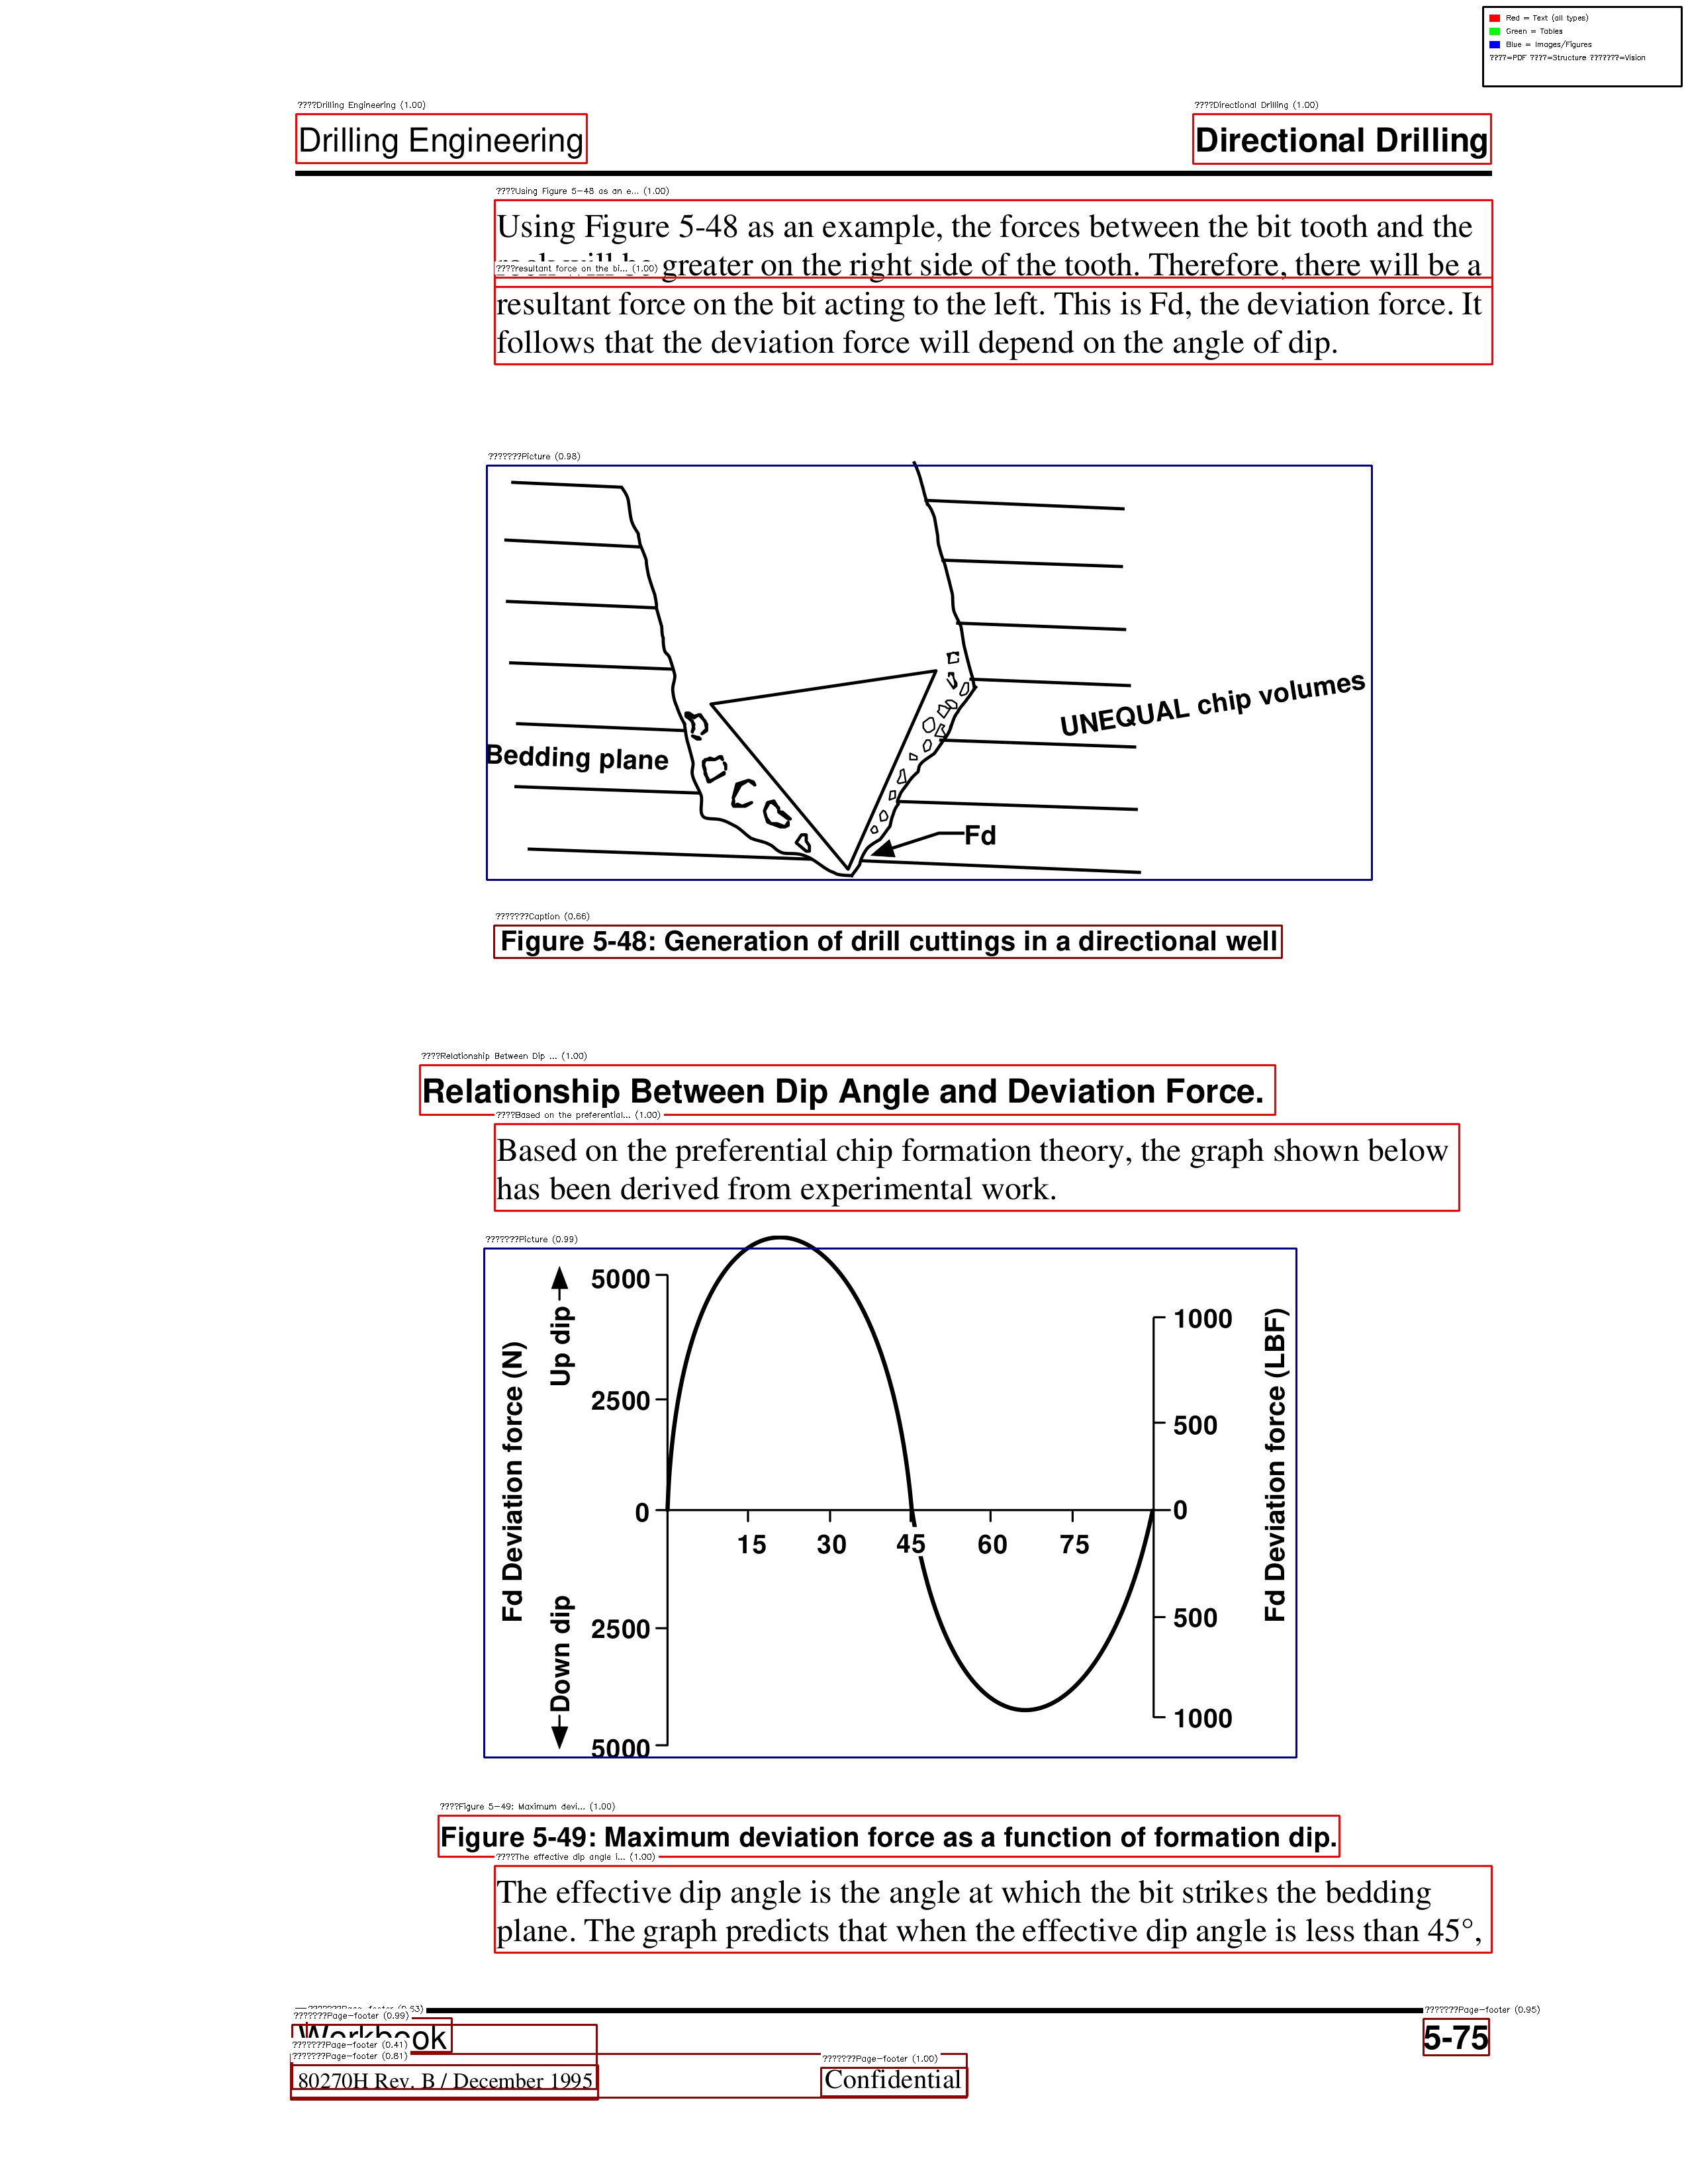 Red = Text (all types)
Green = Tables
Blue = Images/Figures
????=PDF ????=Structure ???????=Vision
????Drilling Engineering (1.00)
????Directional Drilling (1.00)
Drilling Engineering
Directional Drilling
????Using Figure 5-48 as an e... (1.00)
Using Figure 5-48 as an example, the forces between the bit tooth and the
????resultant force on the bi... (1.00)
greater on the right side of the tooth. Therefore, there will be a
resultant force on the bit acting to the left. This is Fd, the deviation force. It
follows that the deviation force will depend on the angle of dip.
???????Picture (0.98)
UNEQUAL chip volumes
Bedding plane
Fd
???????Caption (0.66)
Figure 5-48: Generation of drill cuttings in a directional well
????Relationship Between Dip ... (1.00)
Relationship Between Dip Angle and Deviation Force.
????Based on the preferential... (1.00)
Based on the preferential chip formation theory, the graph shown below
has been derived from experimental work.
???????Picture (0.99)
Fd Deviation force (N)
Up dip
Down dip
5000
2500
0
2500
5000
15 30 45 60 75
1000
500
0
500
1000
Fd Deviation force (LBF)
????Figure 5-49: Maximum devi... (1.00)
Figure 5-49: Maximum deviation force as a function of formation dip.
????The effective dip angle i... (1.00)
The effective dip angle is the angle at which the bit strikes the bedding
plane. The graph predicts that when the effective dip angle is less than 45°,
???????Page-footer (0.99)
???????Page-footer (0.95)
Workbook
5-75
???????Page-footer (0.41)
???????Page-footer (0.81)
???????Page-footer (1.00)
80270H Rev. B / December 1995
Confidential